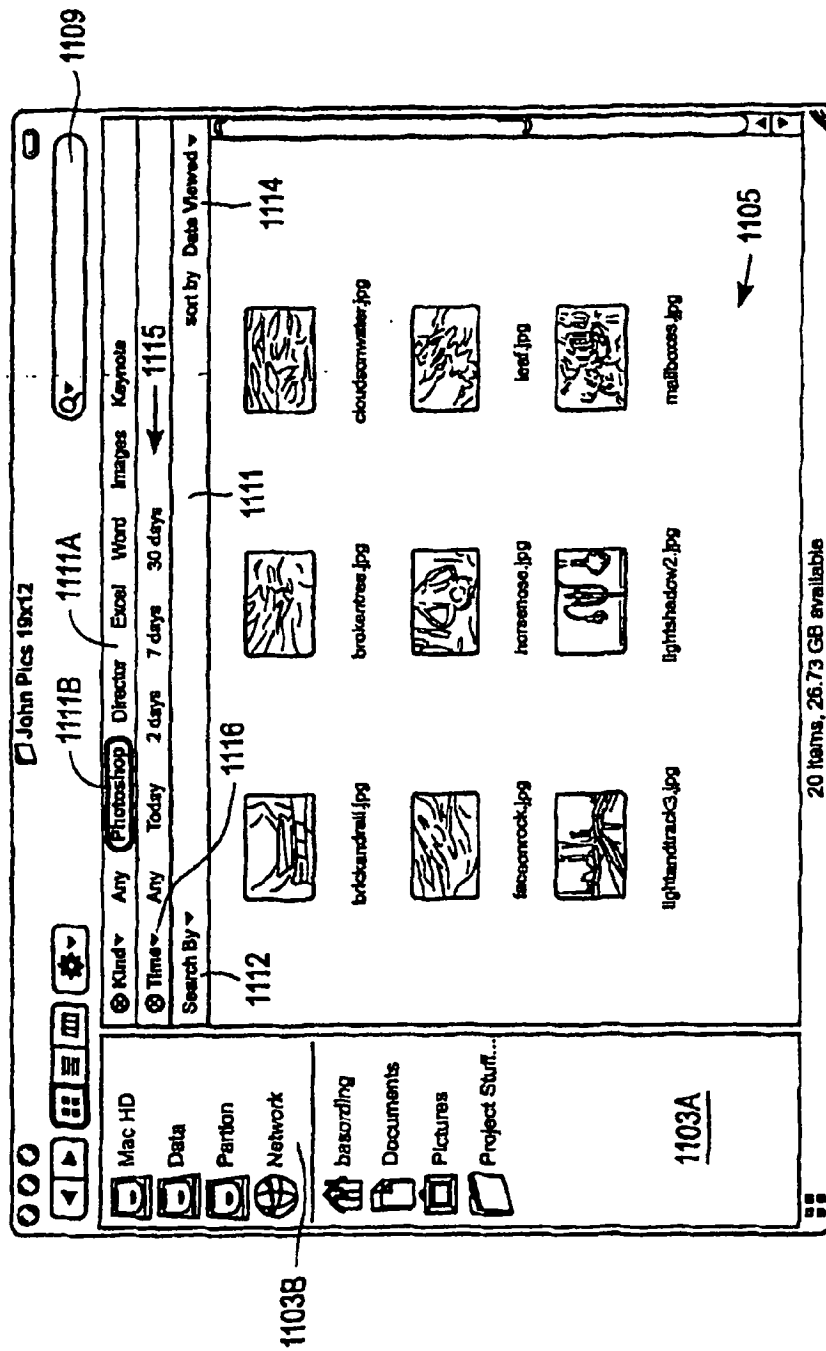 John Pics 19x12
1109
1111B
1111A
Kind Any Photoshop Director Excel Word Images Keynote
Time Any Today 2 days 7 days 30 days
1115
1116
Search By
sort by Date Viewed
1112
1111
1114
Mac HD
Data
Partion
Network
1103B
basording
Documents
Pictures
Project Stuff...
1103A
brickandrail.jpg
brokentree.jpg
cloudsonwater.jpg
faceonrock.jpg
horsenose.jpg
leaf.jpg
lightandtrack3.jpg
lightshadow2.jpg
mailboxes.jpg
1105
20 items, 26.73 GB available